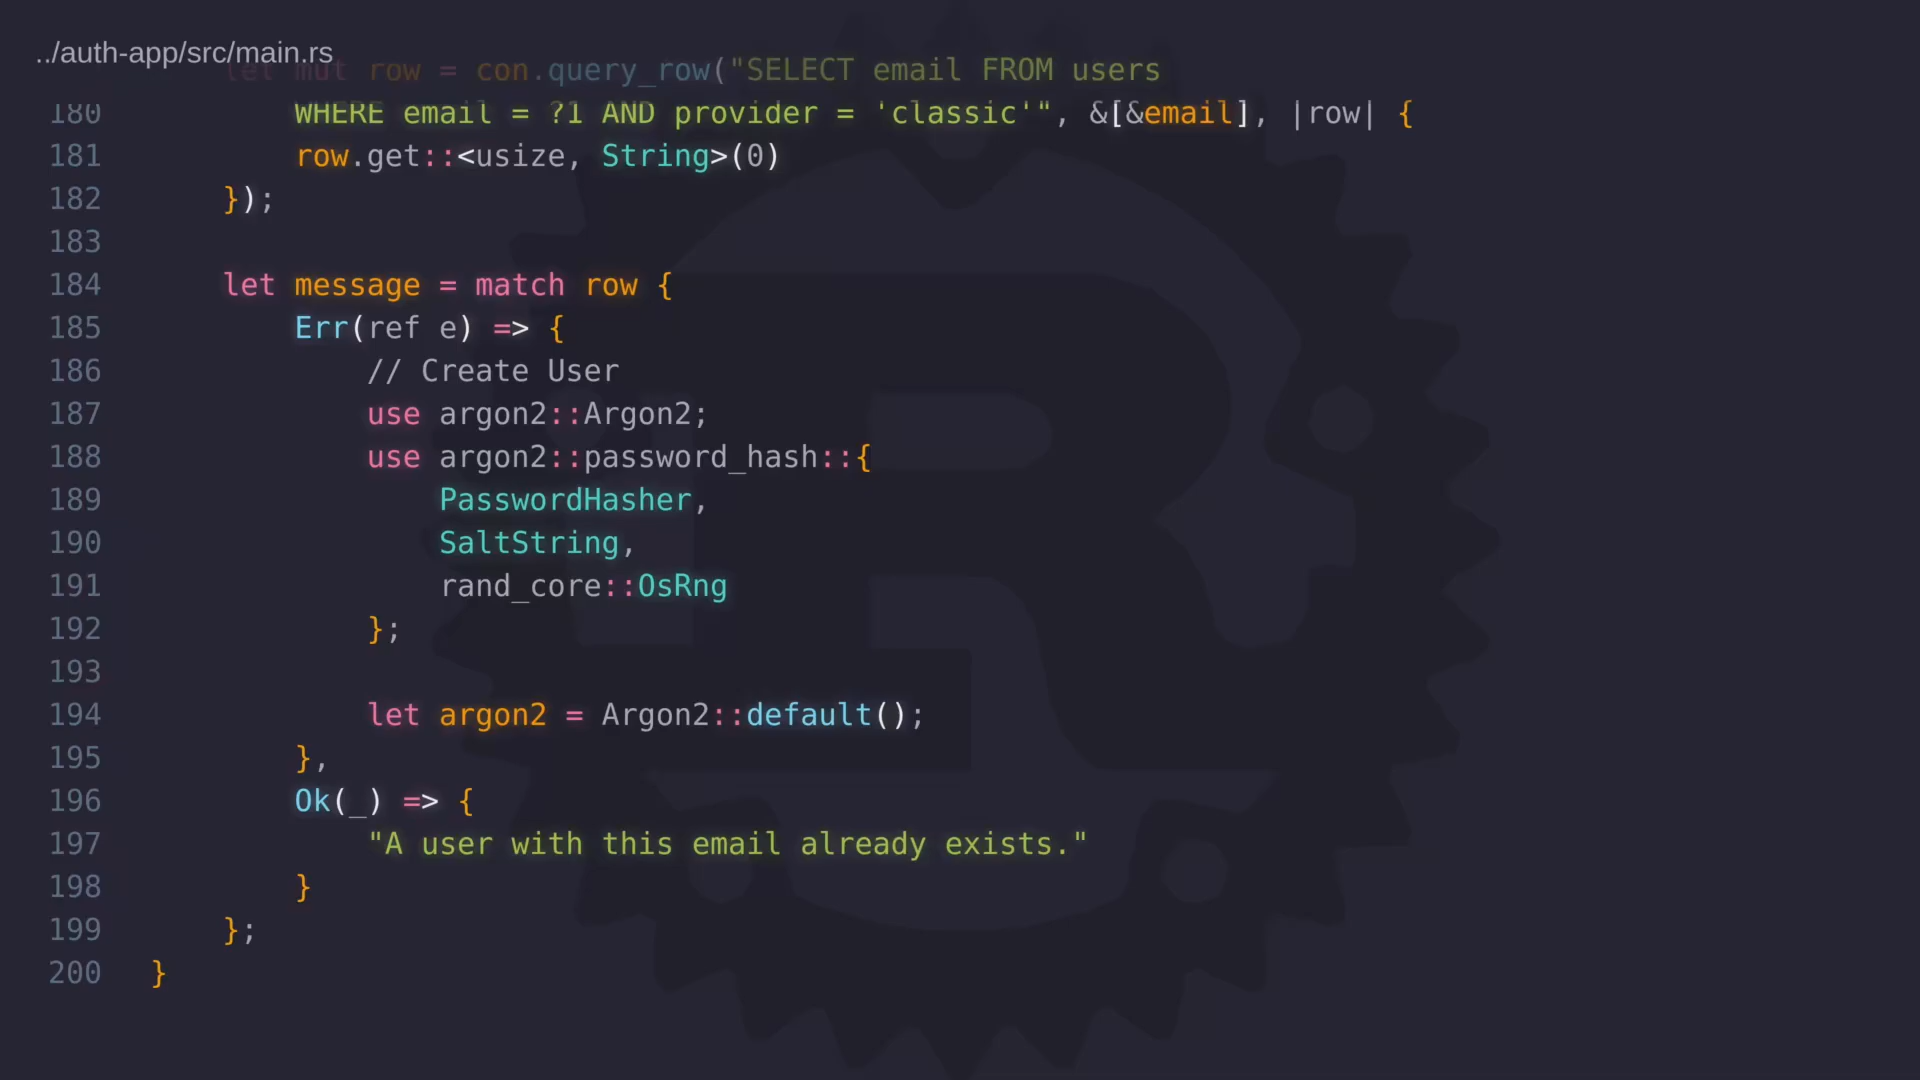 ../auth-app/src/main.rs
let mut row = con.query_row("SELECT email FROM users
180 WHERE email = ?1 AND provider = 'classic'", &[&email], |row| {
181 row.get::<usize, String>(0)
182 });
183
184 let message = match row {
185 Err(ref e) => {
186 // Create User
187 use argon2::Argon2;
188 use argon2::password_hash::{
189 PasswordHasher,
190 SaltString,
191 rand_core::OsRng
192 };
193
194 let argon2 = Argon2::default();
195 },
196 Ok(_) => {
197 "A user with this email already exists."
198 }
199 };
200 }